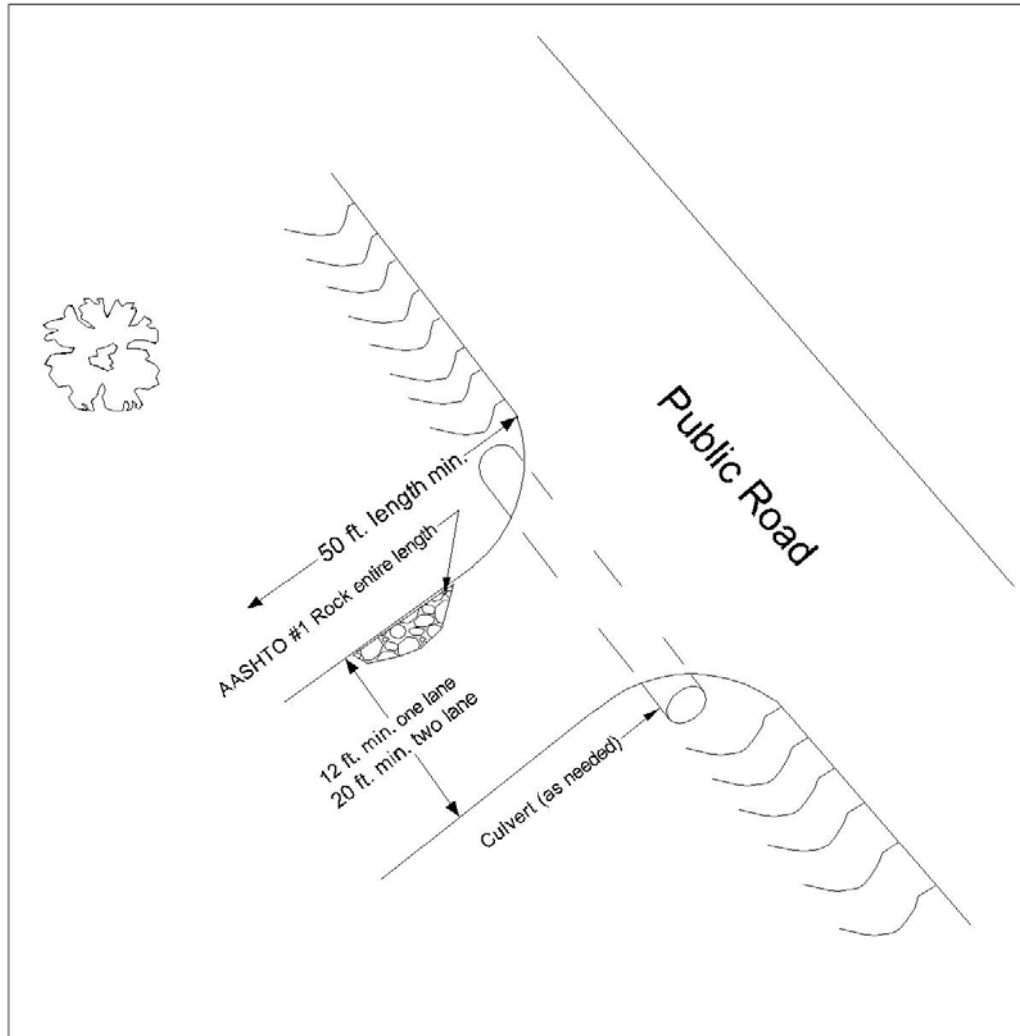 Public Road
50 ft. length min.
AASHTO #1 Rock entire length
12 ft. min. one lane
20 ft. min. two lane
Culvert (as needed)